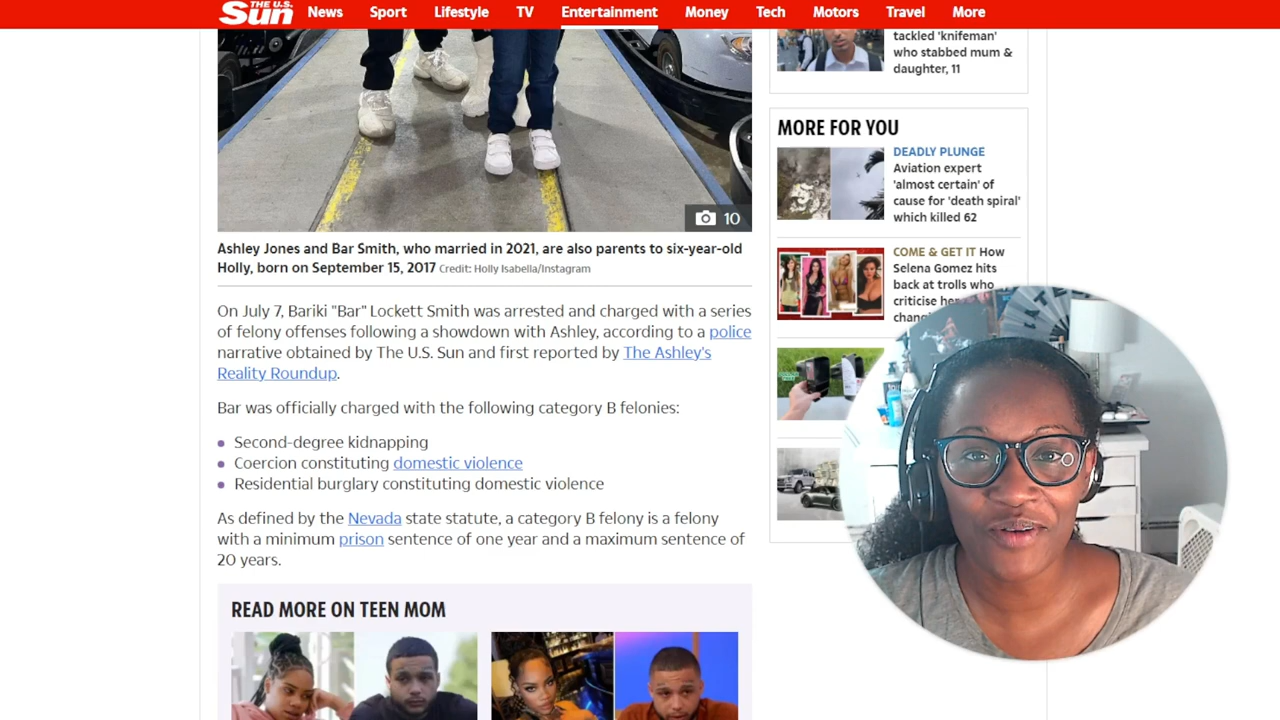 THE U.S. Sun
News Sport Lifestyle TV Entertainment Money Tech Motors Travel More
tackled 'knifeman'
who stabbed mum &
daughter, 11
10
Ashley Jones and Bar Smith, who married in 2021, are also parents to six-year-old
Holly, born on September 15, 2017 Credit: Holly Isabella/Instagram
On July 7, Bariki "Bar" Lockett Smith was arrested and charged with a series
of felony offenses following a showdown with Ashley, according to a police
narrative obtained by The U.S. Sun and first reported by The Ashley's
Reality Roundup.
Bar was officially charged with the following category B felonies:
Second-degree kidnapping
Coercion constituting domestic violence
Residential burglary constituting domestic violence
As defined by the Nevada state statute, a category B felony is a felony
with a minimum prison sentence of one year and a maximum sentence of
20 years.
READ MORE ON TEEN MOM
MORE FOR YOU
DEADLY PLUNGE
Aviation expert
'almost certain' of
cause for 'death spiral'
which killed 62
COME & GET IT How
Selena Gomez hits
back at trolls who
criticise